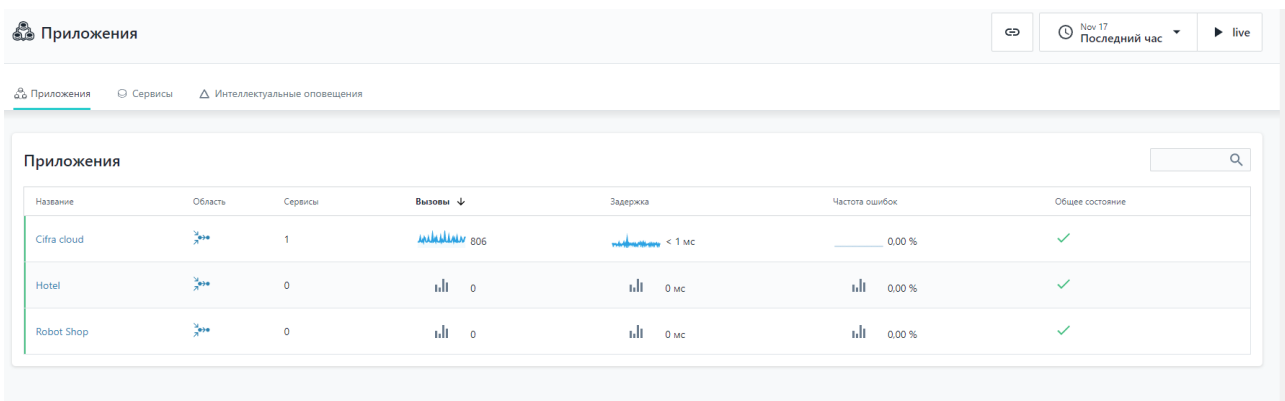 Приложения
Nov 17
Последний час
live
Приложения Сервисы Интеллектуальные оповещения
Приложения
Название Область Сервисы Вызовы Задержка Частота ошибок Общее состояние
Cifra cloud 1 806 < 1 мс 0,00 %
Hotel 0 0 0 мс 0,00 %
Robot Shop 0 0 0 мс 0,00 %